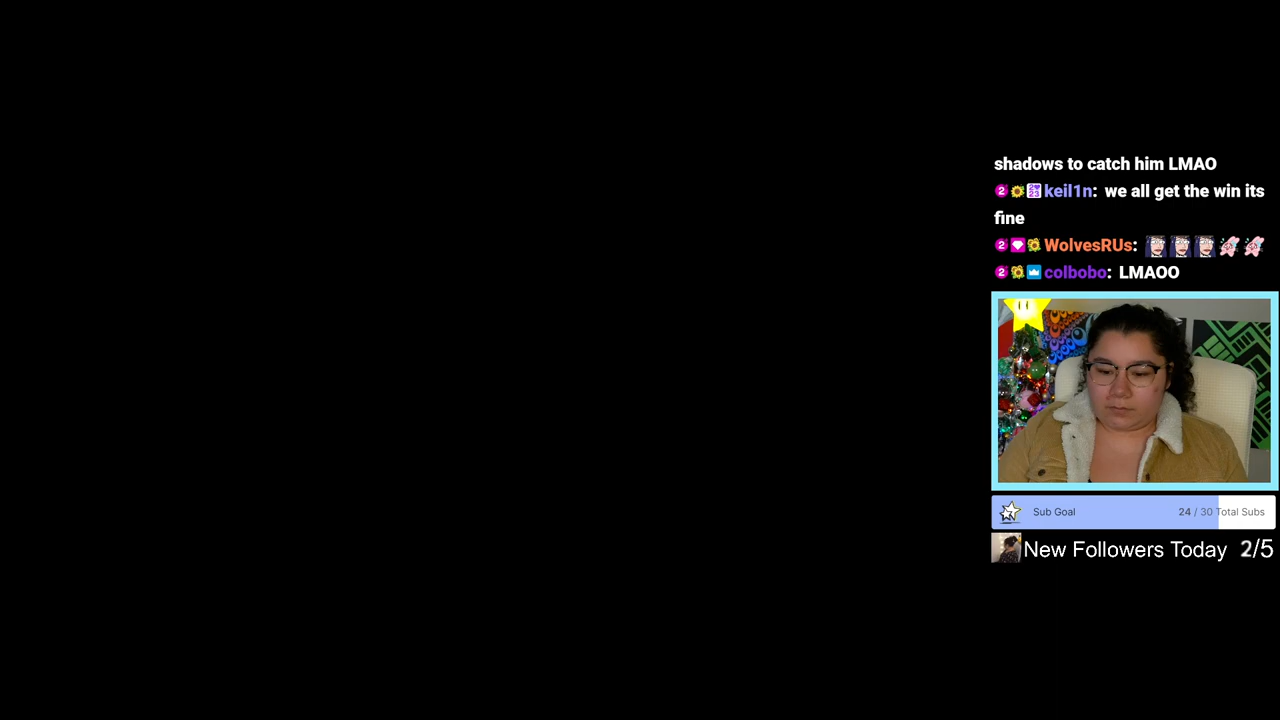 shadows to catch him LMAO
keil1n: we all get the win its
fine
WolvesRUs:
colbobo: LMAOO
Sub Goal 24 / 30 Total Subs
New Followers Today 2/5